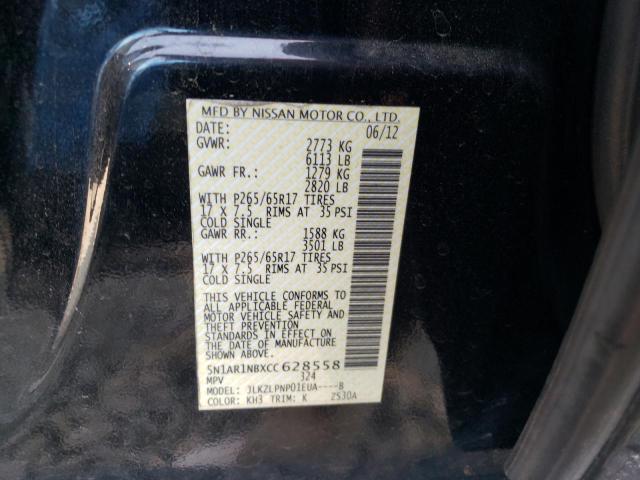 MFD BY NISSAN MOTOR CO., LTD.
DATE: 06/12
GVWR: 2773 KG
6113 LB
GAWR FR.: 1279 KG
2820 LB
WITH P265/65R17 TIRES
17 X 7.5 RIMS AT 35 PSI
COLD SINGLE
GAWR RR.: 1588 KG
3501 LB
WITH P265/65R17 TIRES
17 X 7.5 RIMS AT 35 PSI
COLD SINGLE
THIS VEHICLE CONFORMS TO
ALL APPLICABLE FEDERAL
MOTOR VEHICLE SAFETY AND
THEFT PREVENTION
STANDARDS IN EFFECT ON
THE DATE OF MANUFACTURE
SHOWN ABOVE.
5N1AR1NBXCC 628558
MPV 324
MODEL: JLKZLPNP01EUA----B
COLOR: KH3 TRIM: K ZS30A